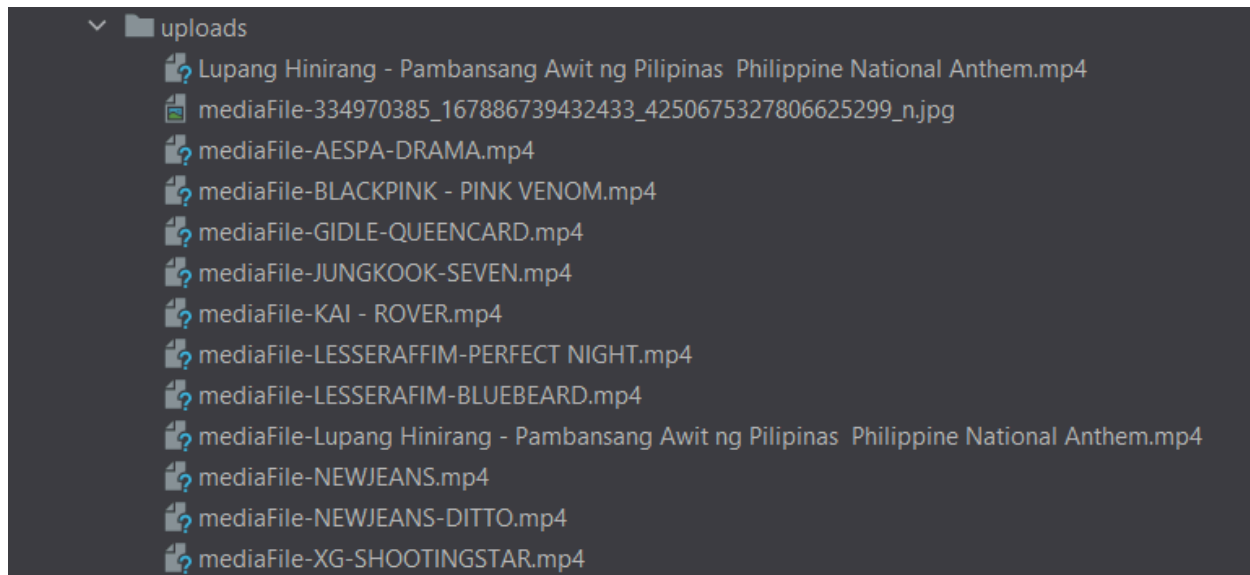 uploads
Lupang Hinirang - Pambansang Awit ng Pilipinas  Philippine National Anthem.mp4
mediaFile-334970385_167886739432433_4250675327806625299_n.jpg
mediaFile-AESPA-DRAMA.mp4
mediaFile-BLACKPINK - PINK VENOM.mp4
mediaFile-GIDLE-QUEENCARD.mp4
mediaFile-JUNGKOOK-SEVEN.mp4
mediaFile-KAI - ROVER.mp4
mediaFile-LESSERAFFIM-PERFECT NIGHT.mp4
mediaFile-LESSERAFIM-BLUEBEARD.mp4
mediaFile-Lupang Hinirang - Pambansang Awit ng Pilipinas  Philippine National Anthem.mp4
mediaFile-NEWJEANS.mp4
mediaFile-NEWJEANS-DITTO.mp4
mediaFile-XG-SHOOTINGSTAR.mp4